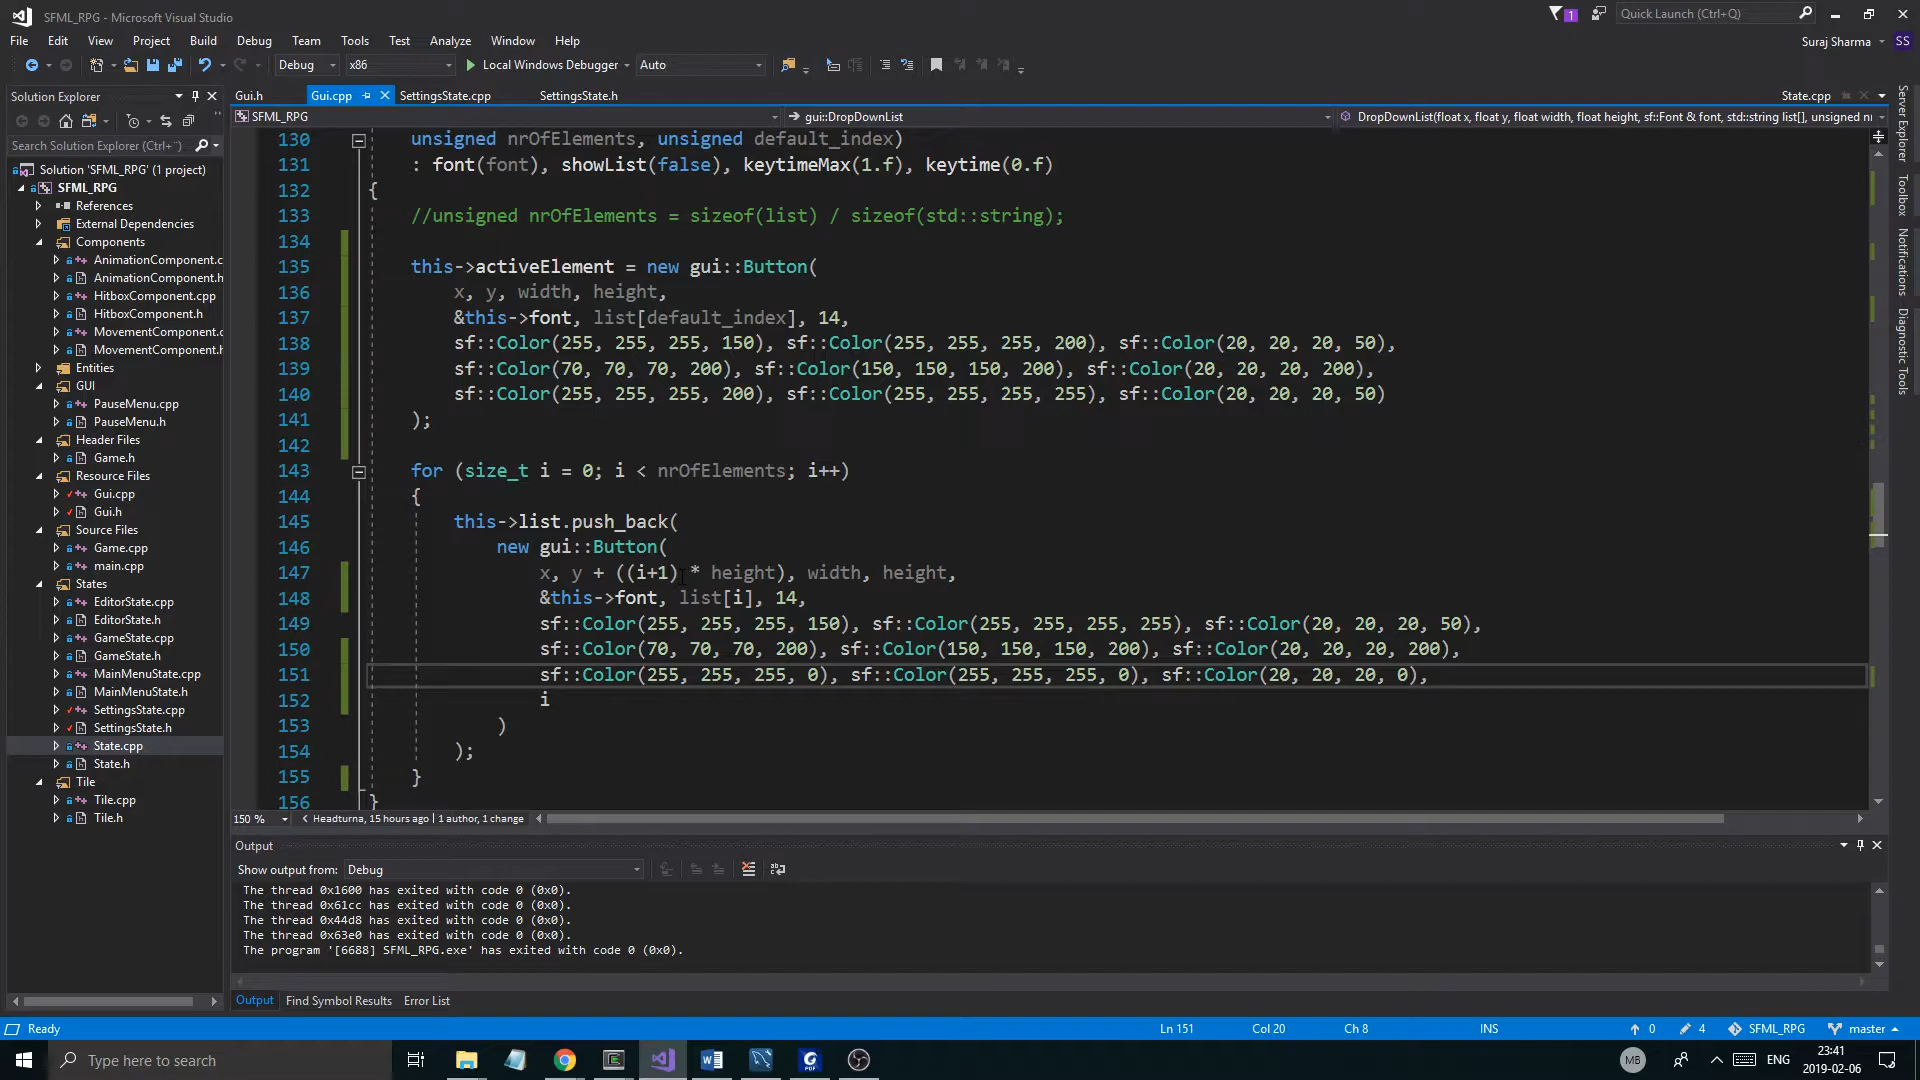 SFML_RPG - Microsoft Visual Studio
1
Quick Launch (Ctrl+Q)
File Edit View Project Build Debug Team Tools Test Analyze Window Help
Suraj Sharma
SS
Debug x86 Local Windows Debugger Auto
Solution Explorer
Gui.h Gui.cpp SettingsState.cpp SettingsState.h State.cpp
SFML_RPG gui::DropDownList DropDownList(float x, float y, float width, float height, sf::Font & font, std::string list[], unsigned nr
Search Solution Explorer (Ctrl+¨)
Solution 'SFML_RPG' (1 project)
SFML_RPG
References
External Dependencies
Components
AnimationComponent.c
AnimationComponent.h
HitboxComponent.cpp
HitboxComponent.h
MovementComponent.c
MovementComponent.h
Entities
GUI
PauseMenu.cpp
PauseMenu.h
Header Files
Game.h
Resource Files
Gui.cpp
Gui.h
Source Files
Game.cpp
main.cpp
States
EditorState.cpp
EditorState.h
GameState.cpp
GameState.h
MainMenuState.cpp
MainMenuState.h
SettingsState.cpp
SettingsState.h
State.cpp
State.h
Tile
Tile.cpp
Tile.h
130 unsigned nrOfElements, unsigned default_index)
131 : font(font), showList(false), keytimeMax(1.f), keytime(0.f)
132 {
133 //unsigned nrOfElements = sizeof(list) / sizeof(std::string);
134
135 this->activeElement = new gui::Button(
136 x, y, width, height,
137 &this->font, list[default_index], 14,
138 sf::Color(255, 255, 255, 150), sf::Color(255, 255, 255, 200), sf::Color(20, 20, 20, 50),
139 sf::Color(70, 70, 70, 200), sf::Color(150, 150, 150, 200), sf::Color(20, 20, 20, 200),
140 sf::Color(255, 255, 255, 200), sf::Color(255, 255, 255, 255), sf::Color(20, 20, 20, 50)
141 );
142
143 for (size_t i = 0; i < nrOfElements; i++)
144 {
145 this->list.push_back(
146 new gui::Button(
147 x, y + ((i+1) * height), width, height,
148 &this->font, list[i], 14,
149 sf::Color(255, 255, 255, 150), sf::Color(255, 255, 255, 255), sf::Color(20, 20, 20, 50),
150 sf::Color(70, 70, 70, 200), sf::Color(150, 150, 150, 200), sf::Color(20, 20, 20, 200),
151 sf::Color(255, 255, 255, 0), sf::Color(255, 255, 255, 0), sf::Color(20, 20, 20, 0),
152 i
153 )
154 );
155 }
156 }
150 % Headturna, 15 hours ago | 1 author, 1 change
Server Explorer
Toolbox
Notifications
Diagnostic Tools
Output
Show output from: Debug
The thread 0x1600 has exited with code 0 (0x0).
The thread 0x61cc has exited with code 0 (0x0).
The thread 0x44d8 has exited with code 0 (0x0).
The thread 0x63e0 has exited with code 0 (0x0).
The program '[6688] SFML_RPG.exe' has exited with code 0 (0x0).
Output Find Symbol Results Error List
Ready Ln 151 Col 20 Ch 8 INS 0 4 SFML_RPG master
Type here to search
MB
ENG
23:41
2019-02-06